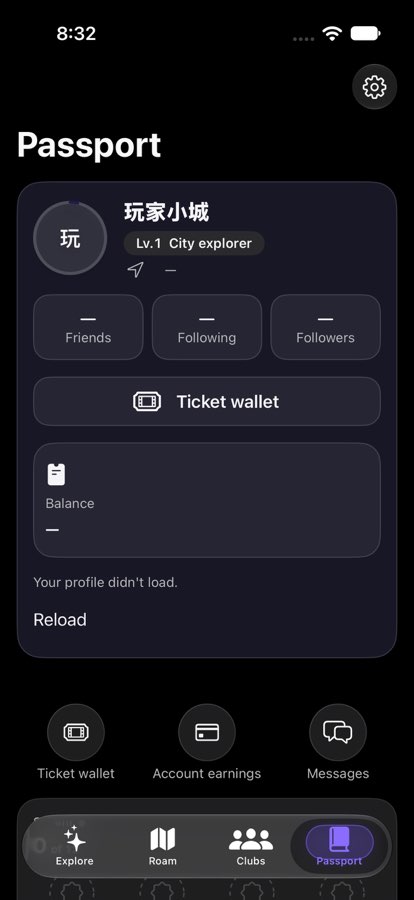 8:32
Passport
玩
玩家小城
Lv.1 City explorer
—
— — —
Friends Following Followers
Ticket wallet
Balance
—
Your profile didn't load.
Reload
Ticket wallet Account earnings Messages
Explore Roam Clubs Passport